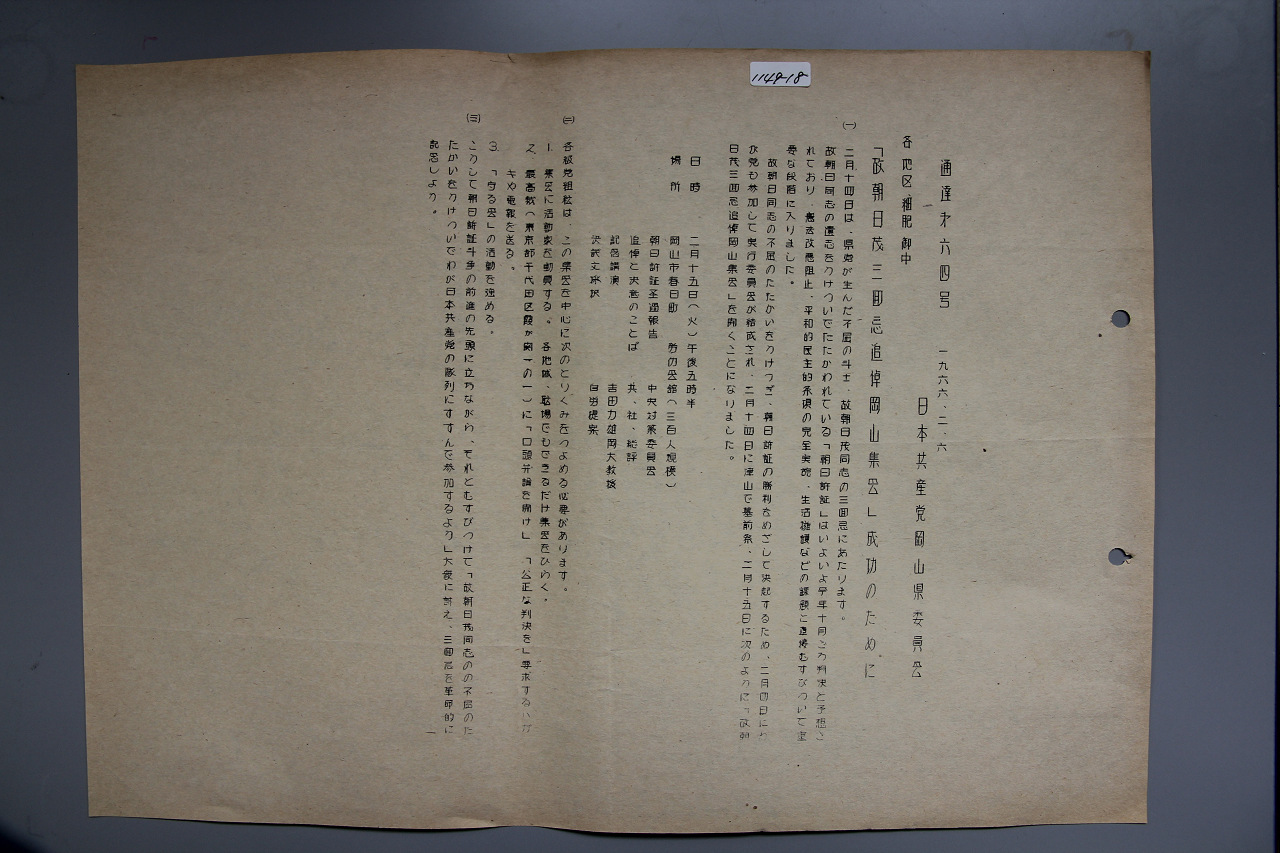 1149-18
通達才六四号 一九六六、二、六
日本共産党岡山県委員会
各地区、細胞御中
「故朝日茂三回忌追悼岡山集会」成功のために
(一) 二月十四日は、県党が生んだ不屈の斗士、故朝日茂同志の三回忌にあたります。
故朝日同志の遺志をうけついでたたかわれている「朝日訴訟」はいよいよ今年十月ころ判決と予想さ
れており、憲法改悪阻止、平和的民主的条項の完全実施、生活擁護などの課題と直接むすびついて重
要な段階に入りました。
故朝日同志の不屈のたたかいをうけつぎ、朝日訴訟の勝利をめざして決起するため、二月四日にわ
が党も参加して実行委員会が結成され、二月十四日に津山で墓前祭、二月十五日に次のように「故朝
日茂三回忌追悼岡山集会」を開くことになりました。
日時 二月十五日(火)午後五時半
場所 岡山市春日町 労働会館(三百人規模)
朝日訴訟経過報告 中央対策委員会
追悼と決意のことば 共、社、総評
記念講演 吉田力雄岡大教授
決議文採択 自労提案
(二) 各級党組織は、この集会を中心に次のとりくみをつよめる必要があります。
1. 集会に活動家を動員する。各地域、職場でもできるだけ集会をひらく。
2. 最高裁(東京都千代田区霞が関一の一)に「口頭弁論を開け」「公正な判決を」要求するハガ
キや電報を送る。
3. 「守る会」の活動を強める。
(三) こうして朝日訴訟斗争の前進の先頭に立ちながら、それとむすびつけて「故朝日茂同志のの不屈のた
たかいをうけついでわが日本共産党の隊列にすすんで参加するよう」大衆に訴え、三回忌を革命的に
記念しよう。
一